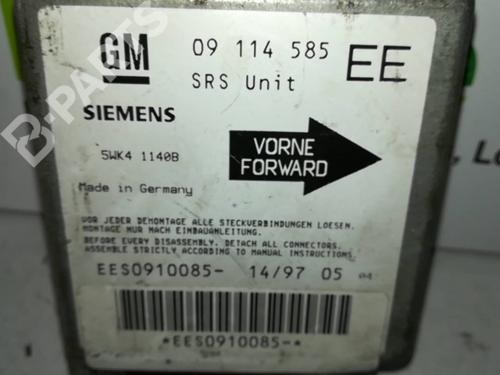 GM 09 114 585 EE
SRS Unit
SIEMENS
5WK4 1140B
VORNE
FORWARD
Made in Germany
VOR JEDER DEMONTAGE ALLE STECKVERBINDUNGEN LOESEN.
MONTAGE NUR NACH EINBAUANLEITUNG.
BEFORE EVERY DISASSEMBLY, DETACH ALL CONNECTORS.
ASSEMBLE STRICTLY ACCORDING TO MANUAL INSTRUCTIONS.
EES0910085- 14/97 05 04
*EES0910085-*
B-PARTS